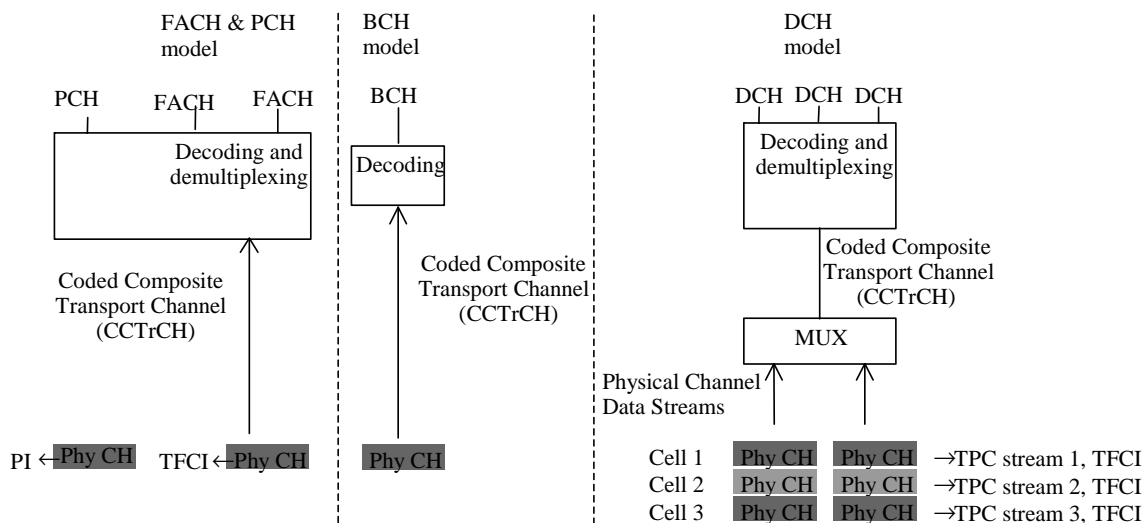 FACH & PCH
model
PCH
FACH
FACH
Decoding and
demultiplexing
Coded Composite
Transport Channel
(CCTrCH)
PI ←Phy CH
TFCI←Phy CH
BCH
model
BCH
Decoding
Coded Composite
Transport Channel
(CCTrCH)
Phy CH
DCH
model
DCH DCH DCH
Decoding and
demultiplexing
Coded Composite
Transport Channel
(CCTrCH)
MUX
Physical Channel
Data Streams
Cell 1 Phy CH Phy CH →TPC stream 1, TFCI
Cell 2 Phy CH Phy CH →TPC stream 2, TFCI
Cell 3 Phy CH Phy CH →TPC stream 3, TFCI